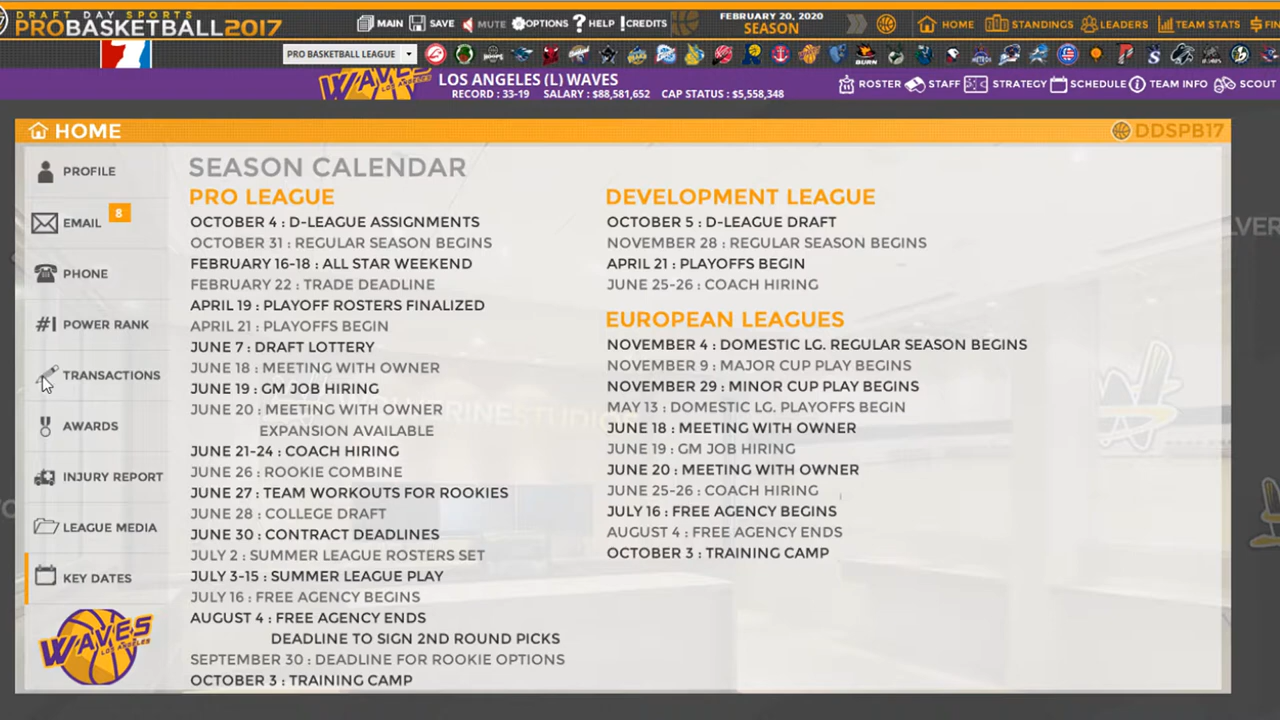 DRAFT DAY SPORTS
PROBASKETBALL2017
MAIN
SAVE
MUTE
OPTIONS
? HELP
!CREDITS
FEBRUARY 20, 2020
SEASON
HOME
STANDINGS
LEADERS
TEAM STATS
$ FIN
PRO BASKETBALL LEAGUE
WAVES
LOS ANGELES (L) WAVES
RECORD : 33-19 SALARY : $88,581,652 CAP STATUS : $5,558,348
ROSTER
STAFF
STRATEGY
SCHEDULE
TEAM INFO
SCOUT
HOME
DDSPB17
PROFILE
EMAIL 8
PHONE
#1 POWER RANK
TRANSACTIONS
AWARDS
INJURY REPORT
LEAGUE MEDIA
KEY DATES
WAVES
LOS ANGELES
SEASON CALENDAR
PRO LEAGUE
OCTOBER 4 : D-LEAGUE ASSIGNMENTS
OCTOBER 31 : REGULAR SEASON BEGINS
FEBRUARY 16-18 : ALL STAR WEEKEND
FEBRUARY 22 : TRADE DEADLINE
APRIL 19 : PLAYOFF ROSTERS FINALIZED
APRIL 21 : PLAYOFFS BEGIN
JUNE 7 : DRAFT LOTTERY
JUNE 18 : MEETING WITH OWNER
JUNE 19 : GM JOB HIRING
JUNE 20 : MEETING WITH OWNER
EXPANSION AVAILABLE
JUNE 21-24 : COACH HIRING
JUNE 26 : ROOKIE COMBINE
JUNE 27 : TEAM WORKOUTS FOR ROOKIES
JUNE 28 : COLLEGE DRAFT
JUNE 30 : CONTRACT DEADLINES
JULY 2 : SUMMER LEAGUE ROSTERS SET
JULY 3-15 : SUMMER LEAGUE PLAY
JULY 16 : FREE AGENCY BEGINS
AUGUST 4 : FREE AGENCY ENDS
DEADLINE TO SIGN 2ND ROUND PICKS
SEPTEMBER 30 : DEADLINE FOR ROOKIE OPTIONS
OCTOBER 3 : TRAINING CAMP
DEVELOPMENT LEAGUE
OCTOBER 5 : D-LEAGUE DRAFT
NOVEMBER 28 : REGULAR SEASON BEGINS
APRIL 21 : PLAYOFFS BEGIN
JUNE 25-26 : COACH HIRING
EUROPEAN LEAGUES
NOVEMBER 4 : DOMESTIC LG. REGULAR SEASON BEGINS
NOVEMBER 9 : MAJOR CUP PLAY BEGINS
NOVEMBER 29 : MINOR CUP PLAY BEGINS
MAY 13 : DOMESTIC LG. PLAYOFFS BEGIN
JUNE 18 : MEETING WITH OWNER
JUNE 19 : GM JOB HIRING
JUNE 20 : MEETING WITH OWNER
JUNE 25-26 : COACH HIRING
JULY 16 : FREE AGENCY BEGINS
AUGUST 4 : FREE AGENCY ENDS
OCTOBER 3 : TRAINING CAMP